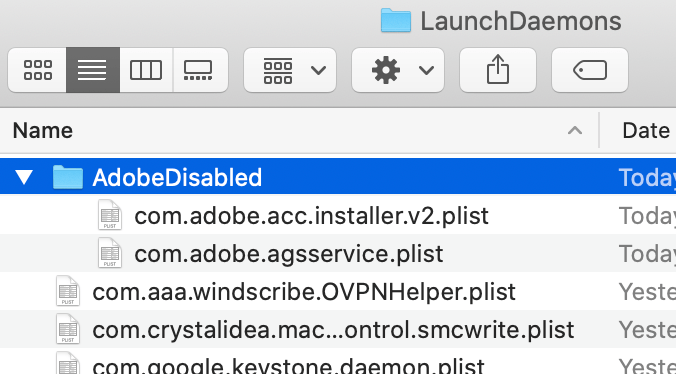 LaunchDaemons
Name Date
AdobeDisabled Today
com.adobe.acc.installer.v2.plist Today
com.adobe.agsservice.plist Today
com.aaa.windscribe.OVPNHelper.plist Yeste
com.crystalidea.mac...ontrol.smcwrite.plist Yeste
com.google.keystone.daemon.plist Yeste